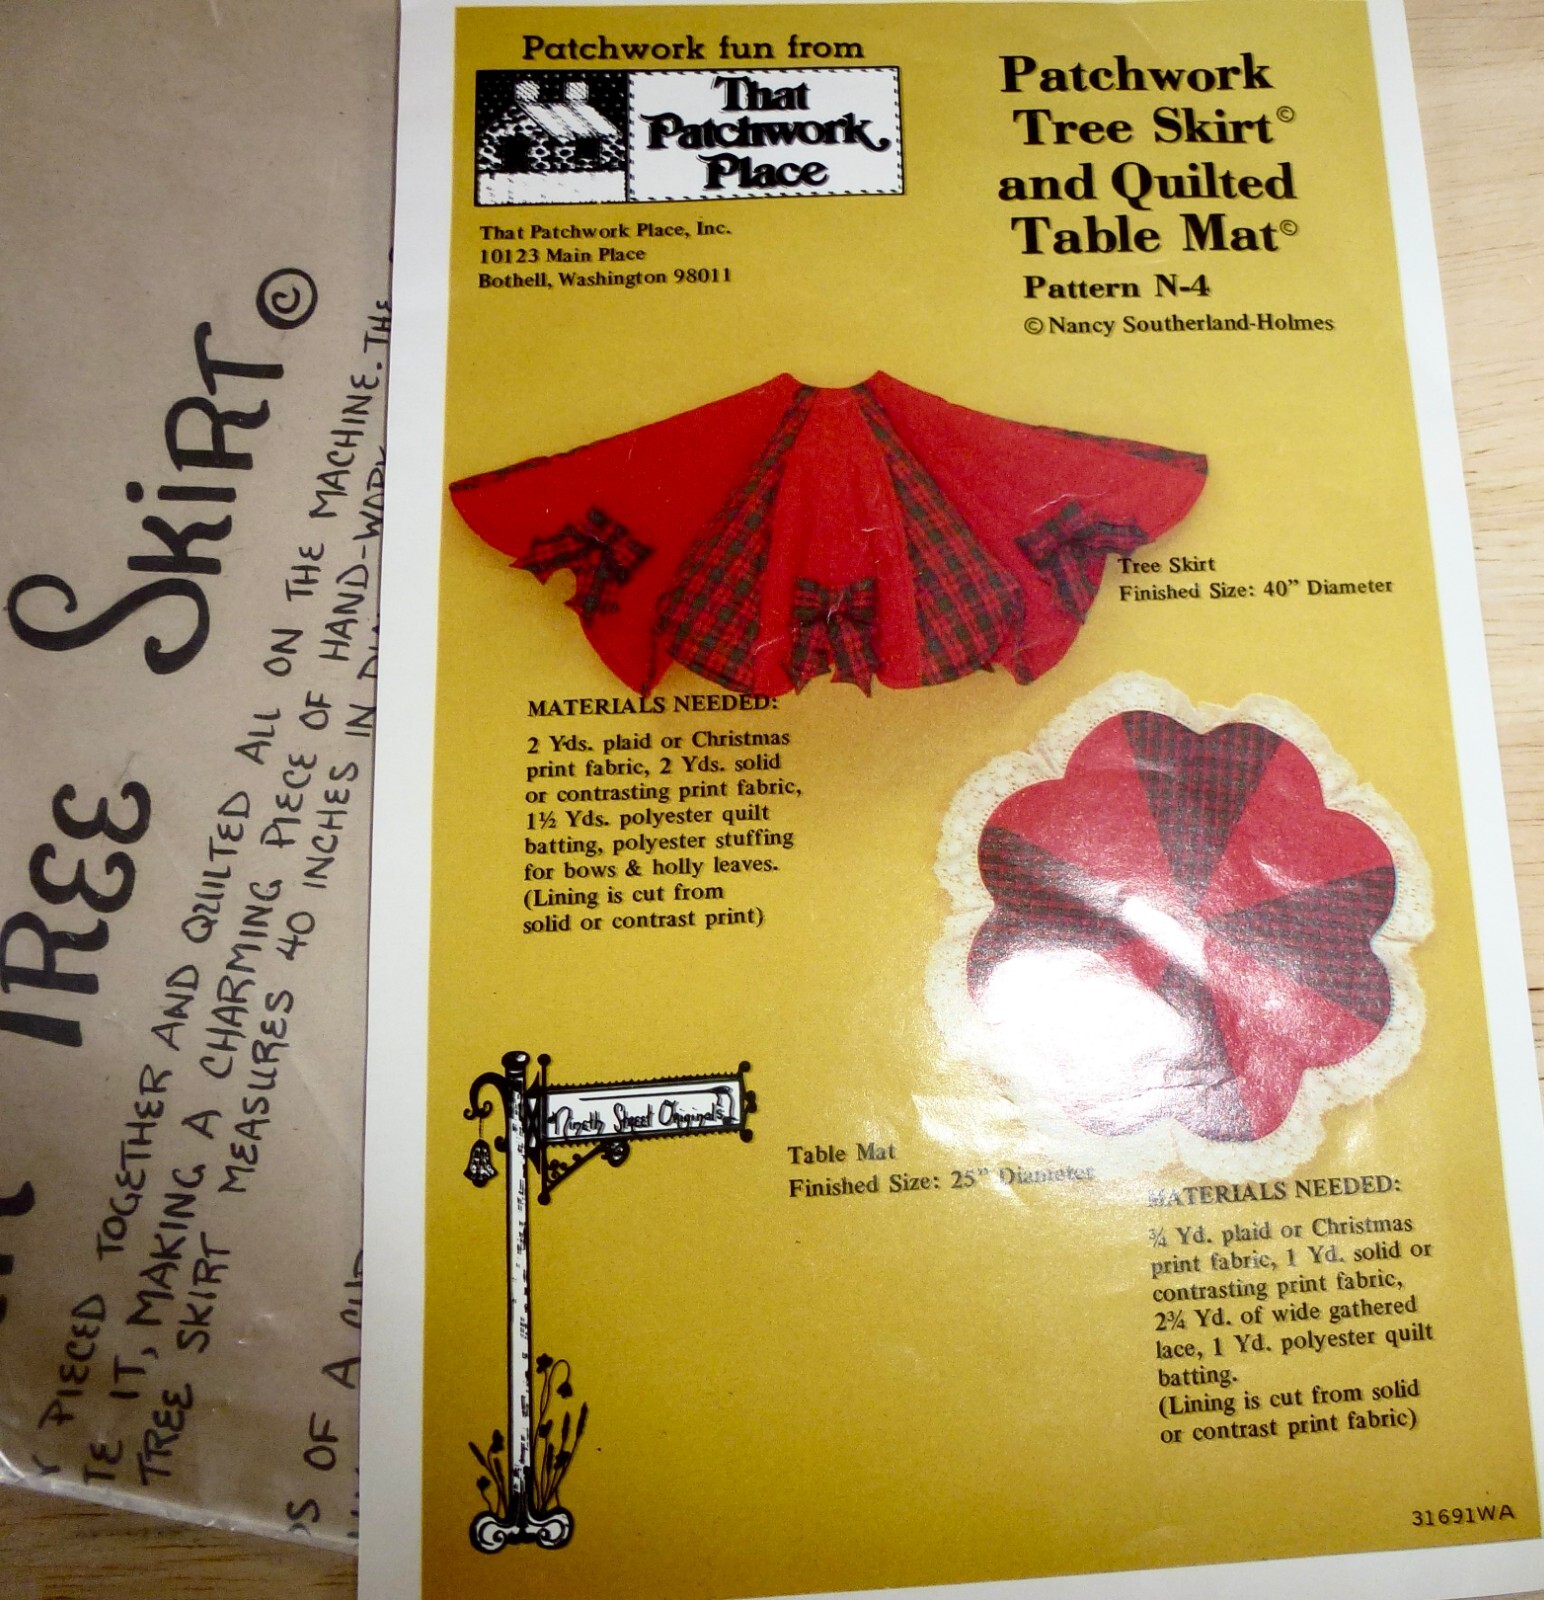 Patchwork fun from
That
Patchwork
Place
That Patchwork Place, Inc.
10123 Main Place
Bothell, Washington 98011
Patchwork
Tree Skirt©
and Quilted
Table Mat©
Pattern N-4
© Nancy Southerland-Holmes
Tree Skirt
Finished Size: 40” Diameter
MATERIALS NEEDED:
2 Yds. plaid or Christmas
print fabric, 2 Yds. solid
or contrasting print fabric,
1½ Yds. polyester quilt
batting, polyester stuffing
for bows & holly leaves.
(Lining is cut from
solid or contrast print)
Nineth Street Originals
Table Mat
Finished Size: 25” Diameter
MATERIALS NEEDED:
¾ Yd. plaid or Christmas
print fabric, 1 Yd. solid or
contrasting print fabric,
2¾ Yd. of wide gathered
lace, 1 Yd. polyester quilt
batting.
(Lining is cut from solid
or contrast print fabric)
31691WA
TREE SKIRT ©
PIECED TOGETHER AND QUILTED ALL ON THE MACHINE. THE
IT, MAKING A CHARMING PIECE OF HAND-WORK
TREE SKIRT MEASURES 40 INCHES IN
OF A